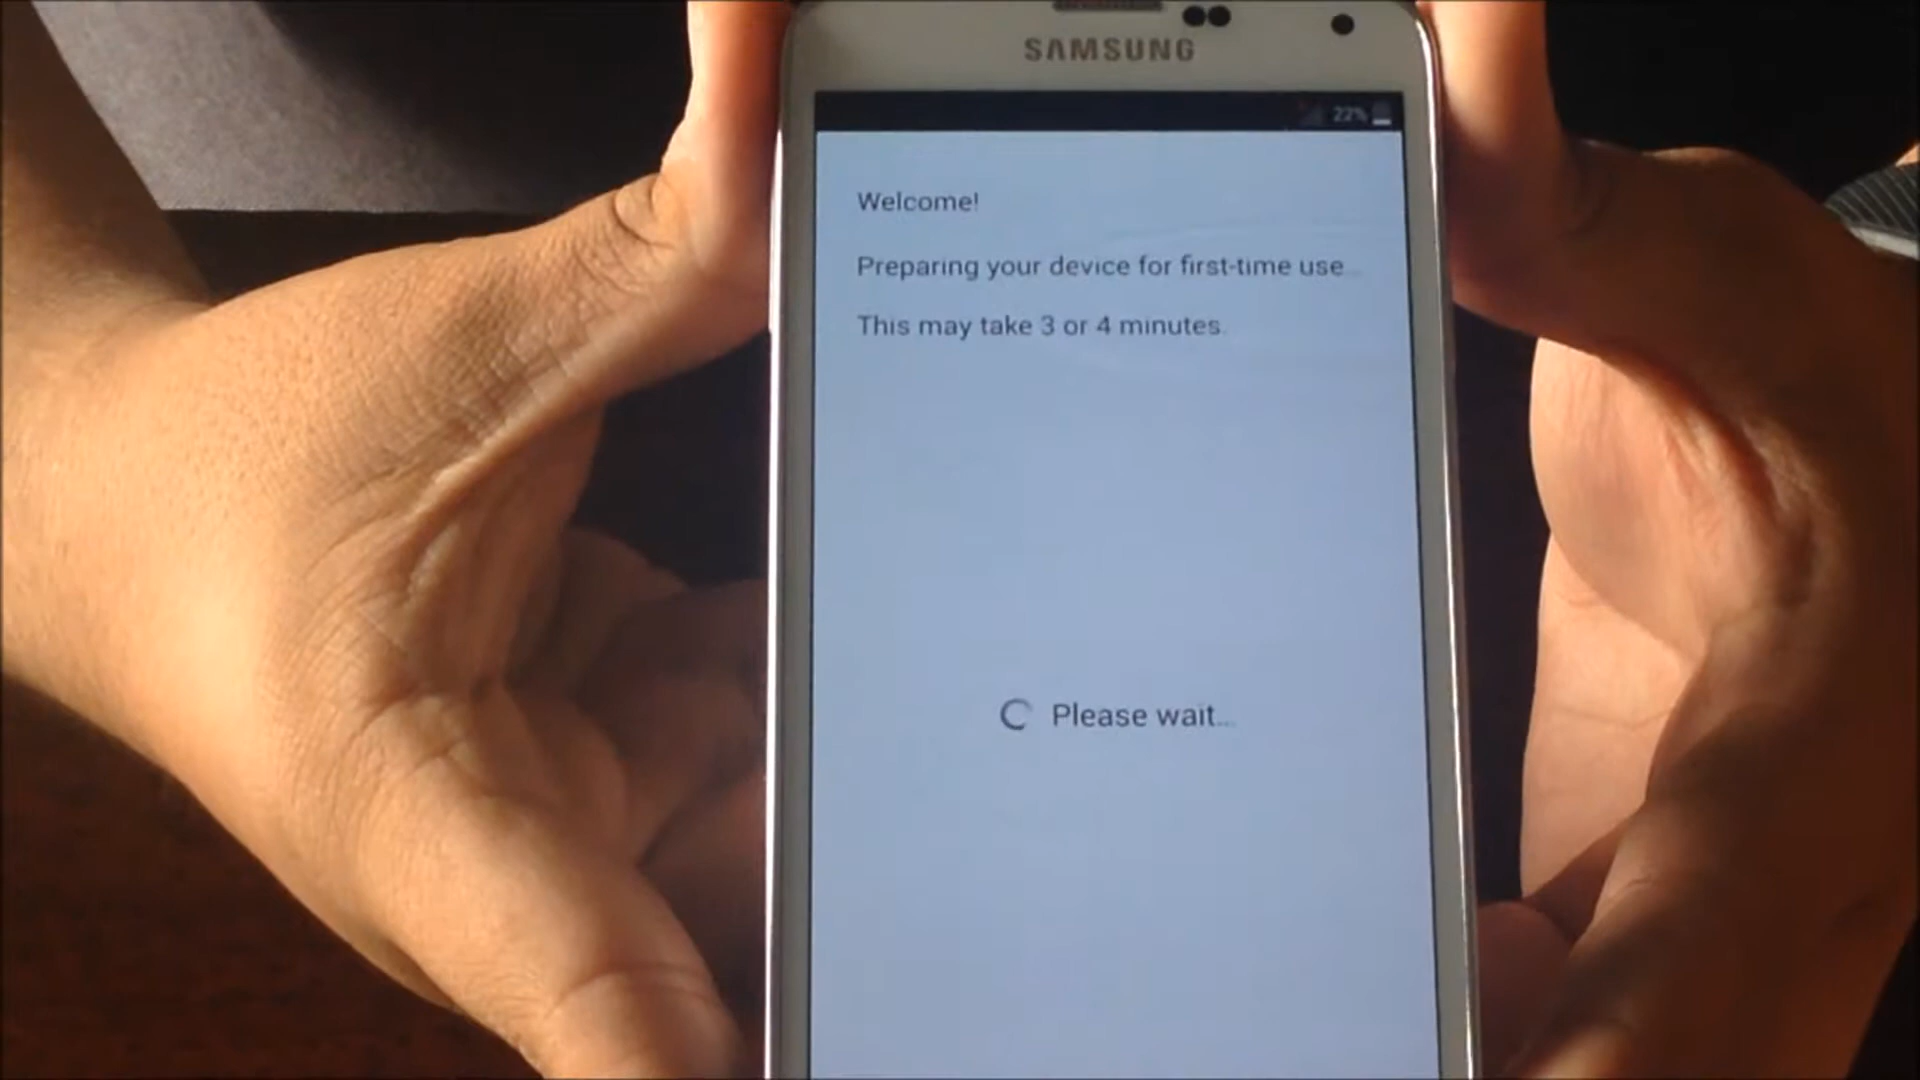 SAMSUNG
22%
Welcome!
Preparing your device for first-time use...
This may take 3 or 4 minutes.
Please wait...